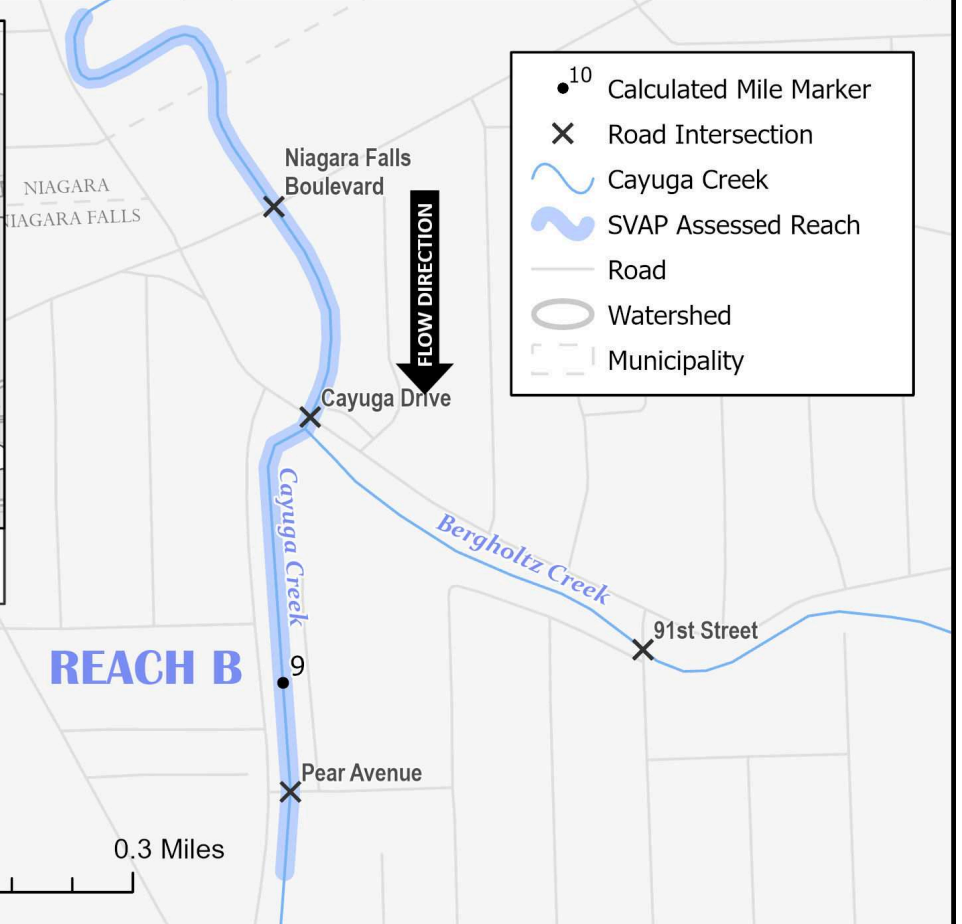 10
Calculated Mile Marker
Road Intersection
Cayuga Creek
SVAP Assessed Reach
Road
Watershed
Municipality
Niagara Falls
Boulevard
NIAGARA
NIAGARA FALLS
FLOW DIRECTION
Cayuga Drive
Cayuga Creek
Bergholtz Creek
91st Street
REACH B
9
Pear Avenue
0.3 Miles